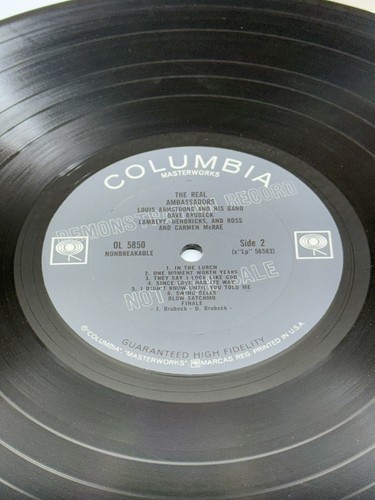 COLUMBIA
MASTERWORKS
THE REAL
AMBASSADORS
LOUIS ARMSTRONG AND HIS BAND
DAVE BRUBECK
LAMBERT, HENDRICKS, AND ROSS
AND CARMEN McRAE
DEMONSTRATION RECORD
OL 5850
NONBREAKABLE
Side 2
(x"Lp" 56583)
NOT FOR SALE
1. IN THE LURCH
2. ONE MOMENT WORTH YEARS
3. THEY SAY I LOOK LIKE GOD
4. SINCE LOVE HAD ITS WAY
5. I DIDN'T KNOW UNTIL YOU TOLD ME
6. SWING BELLS
BLOW SATCHMO
FINALE
- I. Brubeck - D. Brubeck -
GUARANTEED HIGH FIDELITY
® "COLUMBIA", "MASTERWORKS", MARCAS REG. PRINTED IN U.S.A.